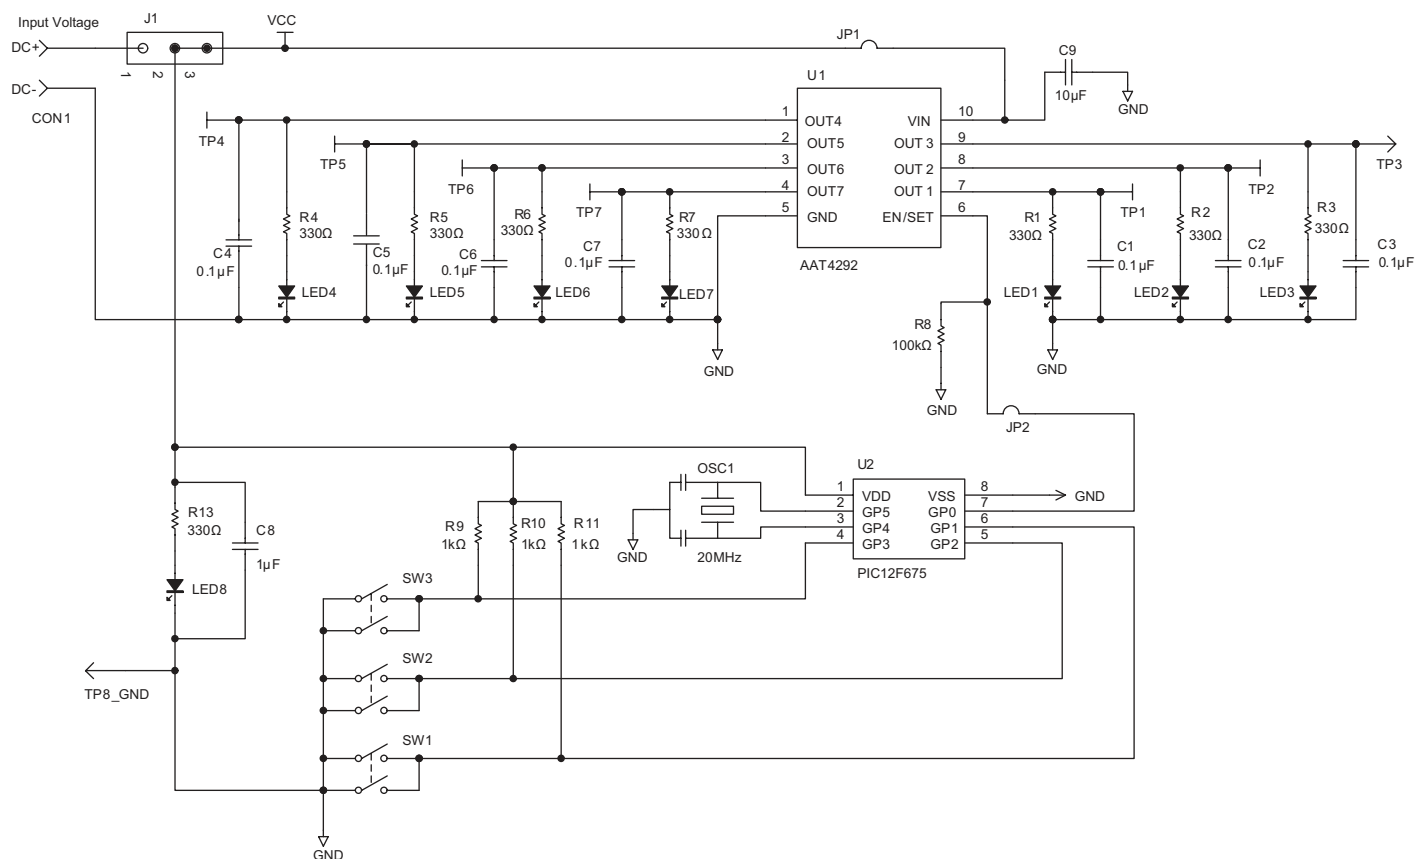 Input Voltage
J1
VCC
DC+
1
2
3
DC-
CON1
JP1
C9
10µF
GND
U1
1
OUT4
VIN
10
2
OUT5
OUT 3
9
3
OUT6
OUT 2
8
4
OUT7
OUT 1
7
5
GND
EN/SET
6
AAT4292
TP4
TP5
TP6
TP7
TP1
TP2
TP3
R4
330Ω
R5
330Ω
R6
330Ω
R7
330Ω
R1
330Ω
R2
330Ω
R3
330Ω
C4
0.1µF
C5
0.1µF
C6
0.1µF
C7
0.1µF
C1
0.1µF
C2
0.1µF
C3
0.1µF
LED4
LED5
LED6
LED7
LED1
LED2
LED3
GND
R8
100kΩ
GND
GND
JP2
OSC1
20MHz
GND
U2
1
VDD
VSS
8
GND
2
GP5
GP0
7
3
GP4
GP1
6
4
GP3
GP2
5
PIC12F675
R13
330Ω
C8
1µF
LED8
R9
1kΩ
R10
1kΩ
R11
1kΩ
SW3
SW2
SW1
TP8_GND
GND